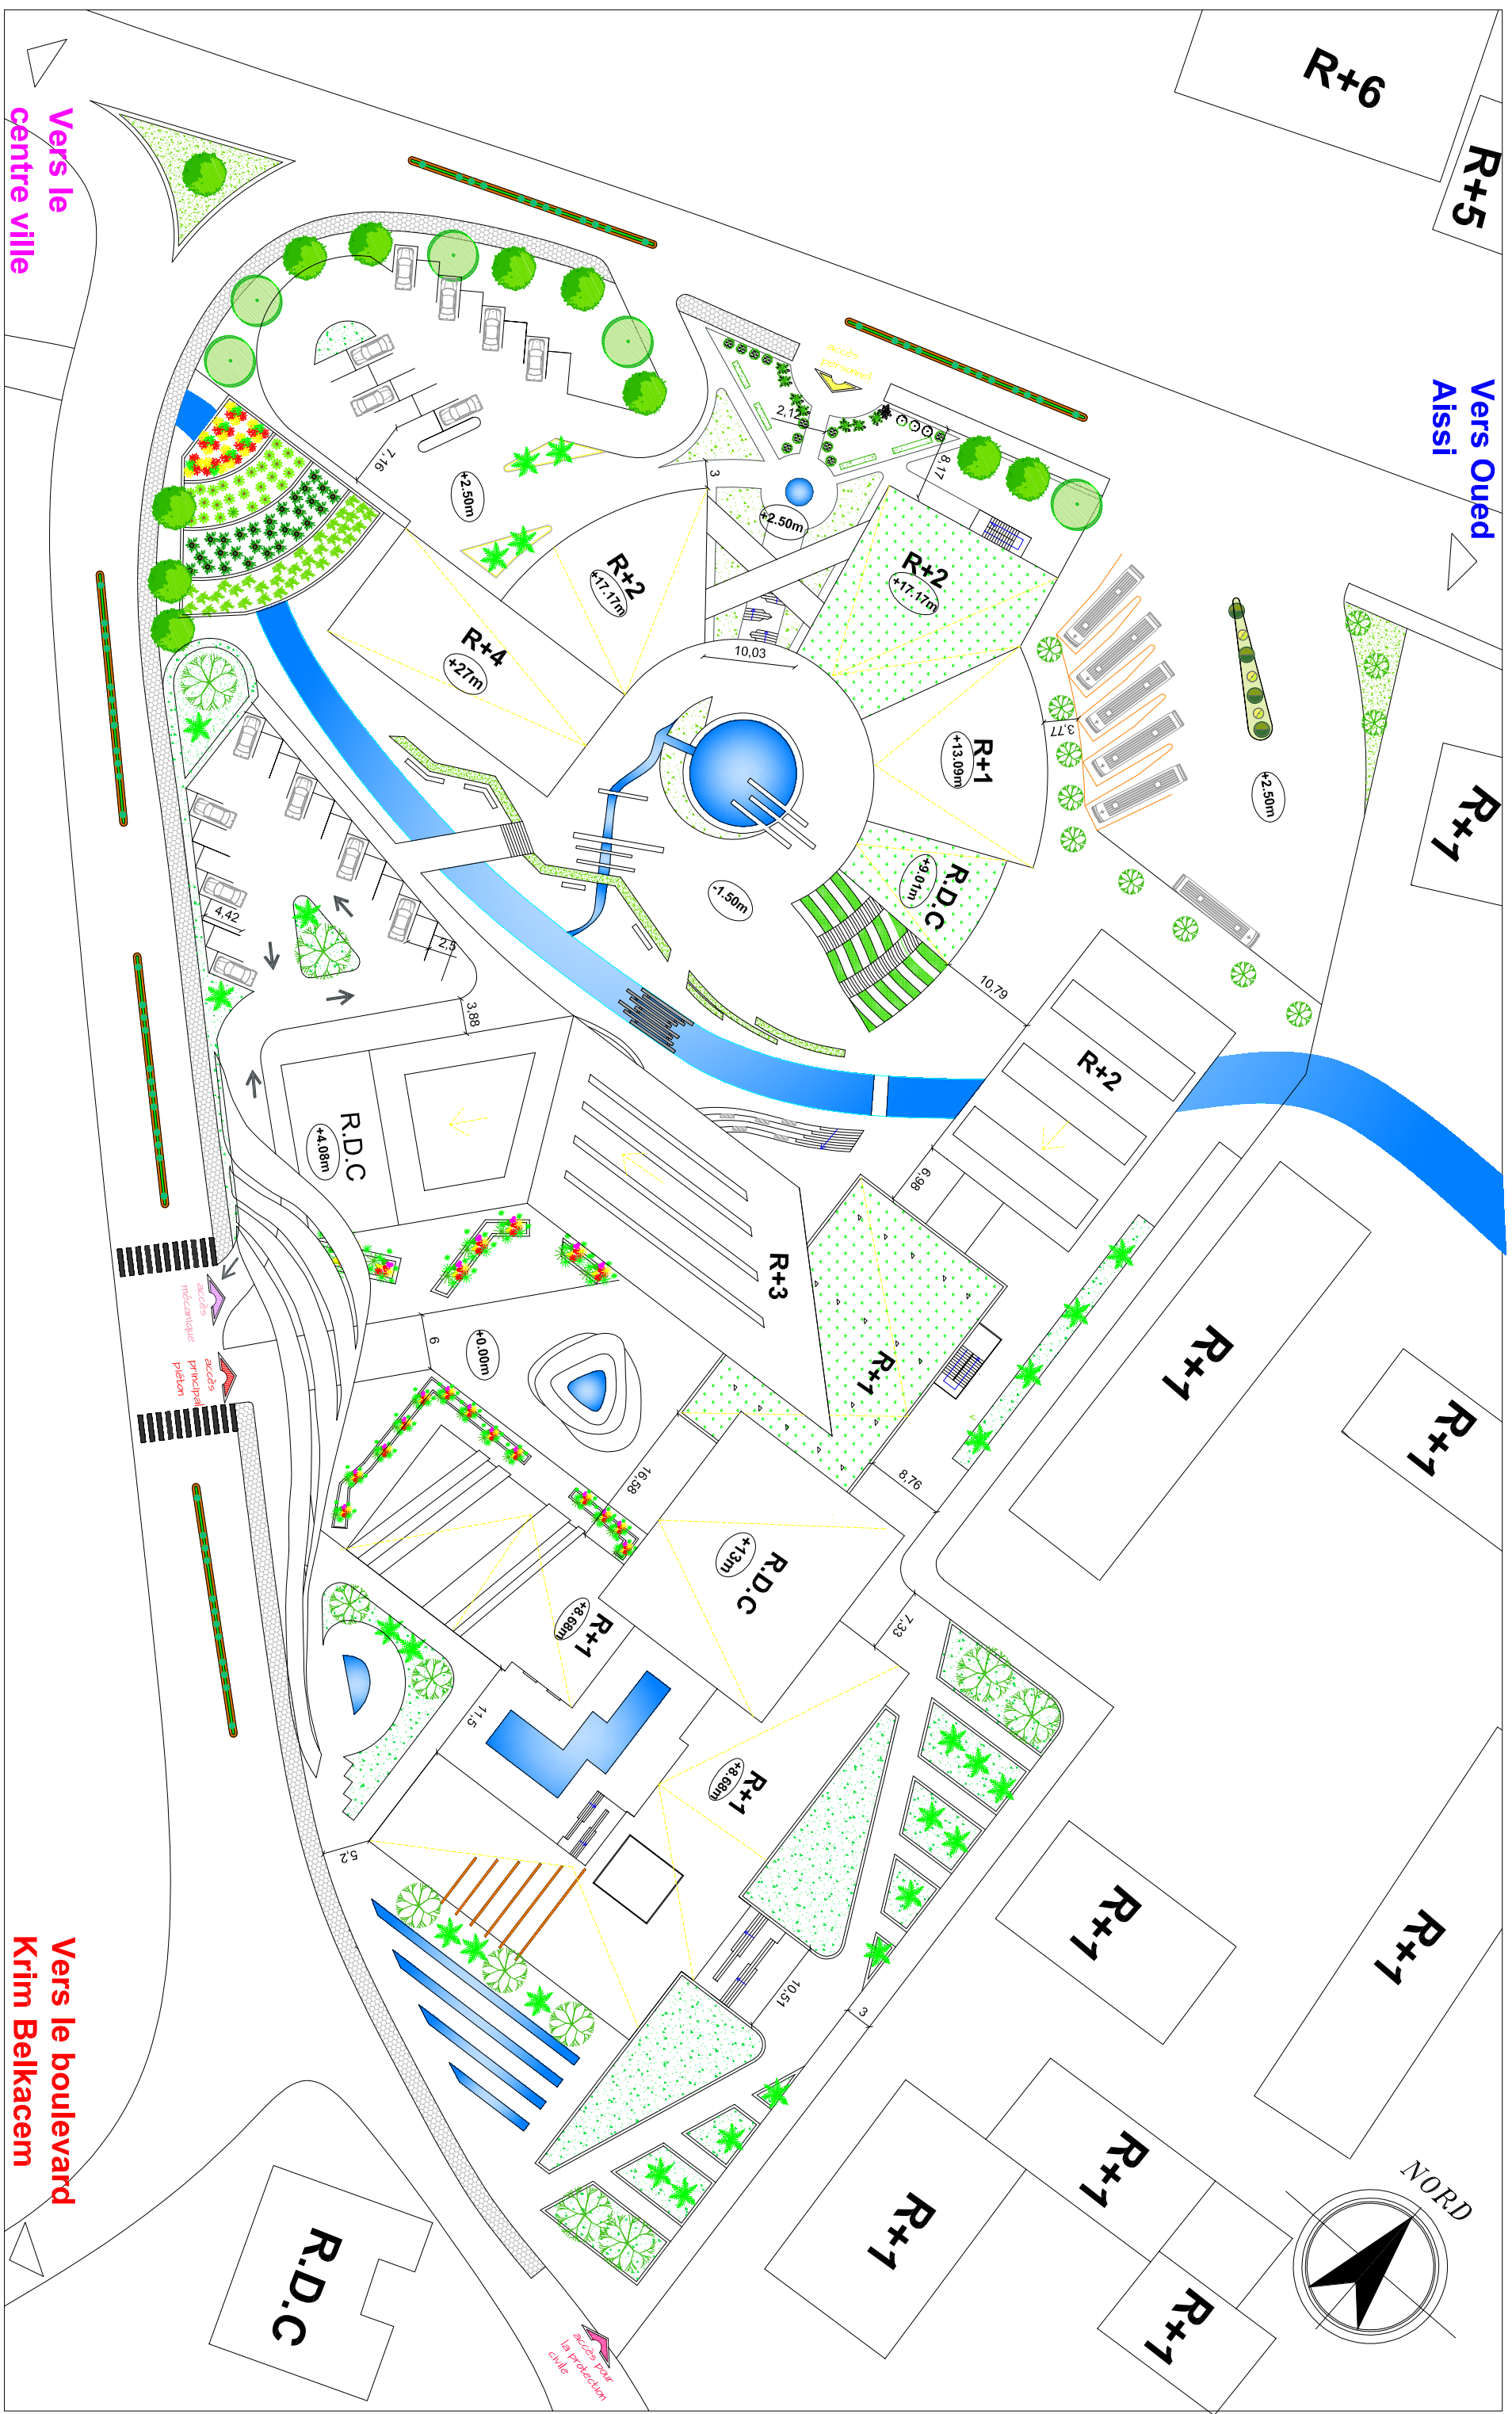 R+6
R+5
Vers le
centre ville
Vers Oued
Aissi
accès
personnel
2,12
8,17
7,16
+2.50m
3
+2.50m
R+2
+17.17m
R+2
+17.17m
R+4
+27m
10,03
3,77
R+1
+13.09m
+2.50m
R+1
R.D.C
+9.01m
-1.50m
4,42
2,5
3,88
10,79
R+2
R.D.C
+4.08m
6,98
R+3
R+1
R+1
R+1
accès
mécanique
accès
principal
piéton
6
+0.00m
16,58
8,76
R.D.C
+13m
R+1
+8.68m
7,33
11,5
R+1
+8.68m
5,2
10,51
3
R+1
R+1
Vers le boulevard
Krim Belkacem
R+1
R+1
R+1
R.D.C
NORD
accès pour
la protection
civile